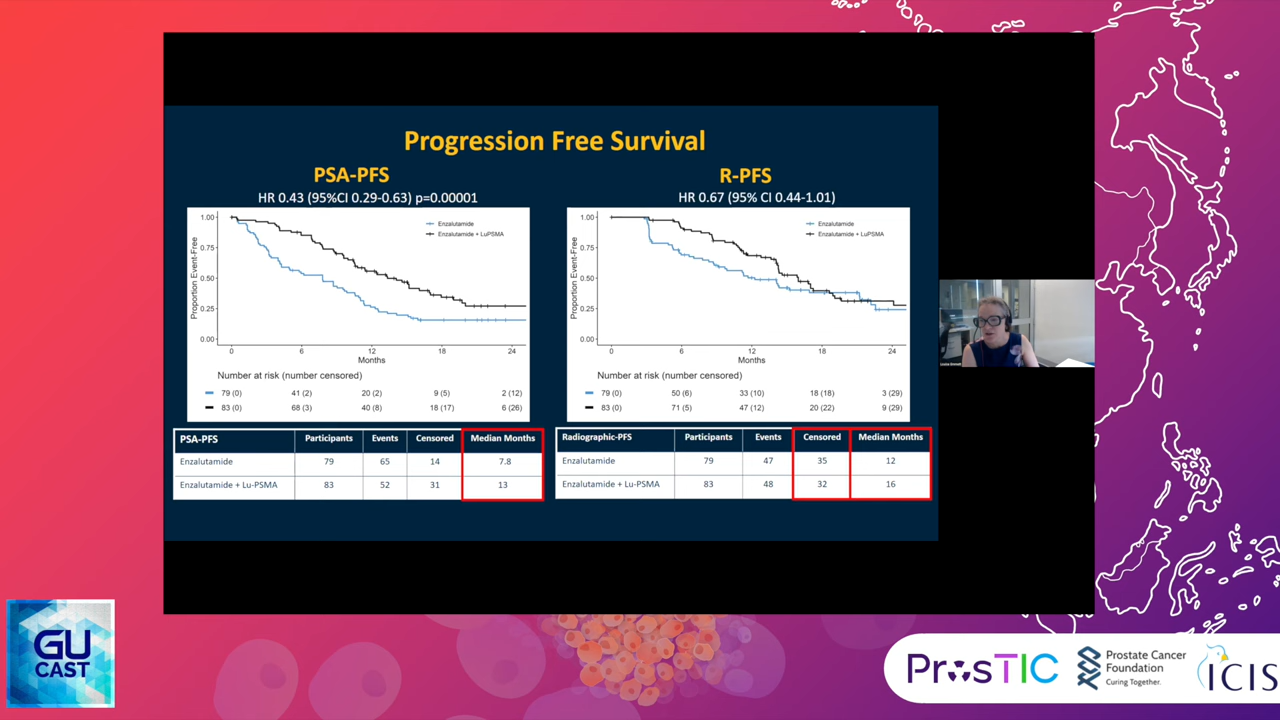 Progression Free Survival
PSA-PFS
HR 0.43 (95%CI 0.29-0.63) p=0.00001
Proportion Event-Free
1.00
0.75
0.50
0.25
0.00
Enzalutamide
Enzalutamide + LuPSMA
0 6 12 18 24
Months
Number at risk (number censored)
79 (0) 41 (2) 20 (2) 9 (5) 2 (12)
83 (0) 68 (3) 40 (8) 18 (17) 6 (26)
PSA-PFS Participants Events Censored Median Months
Enzalutamide 79 65 14 7.8
Enzalutamide + Lu-PSMA 83 52 31 13
R-PFS
HR 0.67 (95% CI 0.44-1.01)
Proportion Event-Free
1.00
0.75
0.50
0.25
0.00
Enzalutamide
Enzalutamide + LuPSMA
0 6 12 18 24
Months
Number at risk (number censored)
79 (0) 50 (6) 33 (10) 18 (18) 3 (29)
83 (0) 71 (5) 47 (12) 20 (22) 9 (29)
Radiographic-PFS Participants Events Censored Median Months
Enzalutamide 79 47 35 12
Enzalutamide + Lu-PSMA 83 48 32 16
GU
CAST
ProsTIC
Prostate Cancer
Foundation
Curing Together.
ICIS